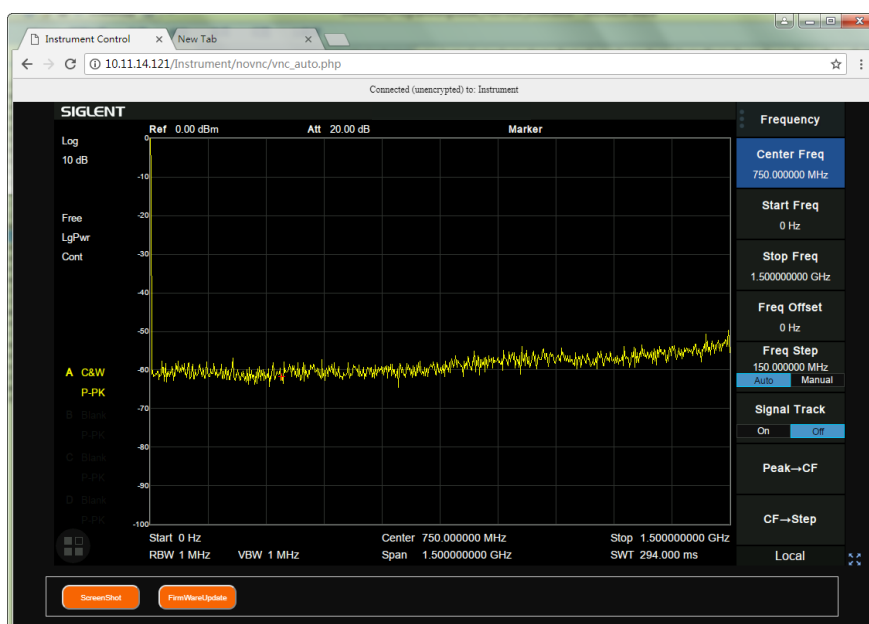 Instrument Control
New Tab
10.11.14.121/Instrument/novnc/vnc_auto.php
Connected (unencrypted) to: Instrument
SIGLENT
Ref 0.00 dBm Att 20.00 dB Marker
Log
10 dB
Free
LgPwr
Cont
A C&W
P-PK
B Blank
P-PK
C Blank
P-PK
D Blank
P-PK
0
-10
-20
-30
-40
-50
-60
-70
-80
-90
-100
Start 0 Hz Center 750.000000 MHz Stop 1.500000000 GHz
RBW 1 MHz VBW 1 MHz Span 1.500000000 GHz SWT 294.000 ms
Frequency
Center Freq
750.000000 MHz
Start Freq
0 Hz
Stop Freq
1.500000000 GHz
Freq Offset
0 Hz
Freq Step
150.000000 MHz
Auto Manual
Signal Track
On Off
Peak→CF
CF→Step
Local
ScreenShot
FirmWareUpdate